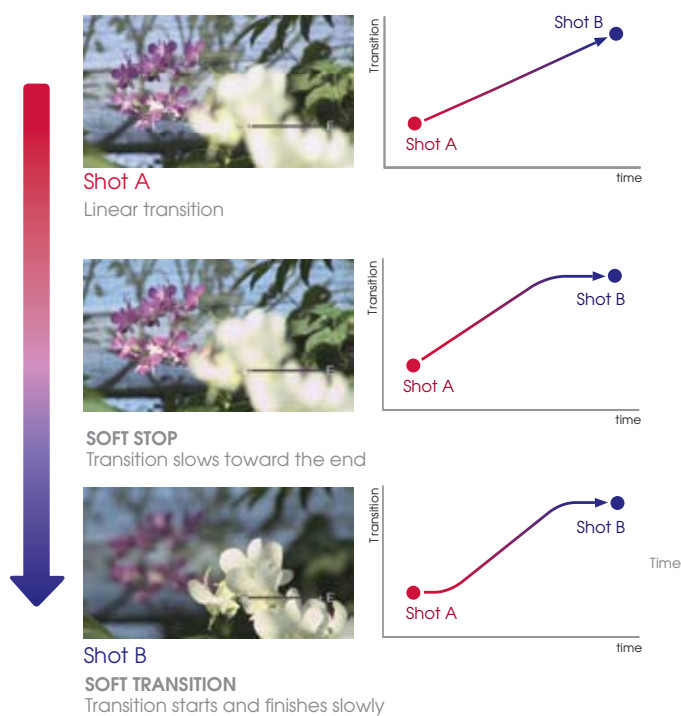 Transition
Shot B
Shot A
time
Shot A
Linear transition
Transition
Shot B
Shot A
time
SOFT STOP
Transition slows toward the end
Transition
Shot B
Shot A
Time
time
Shot B
SOFT TRANSITION
Transition starts and finishes slowly